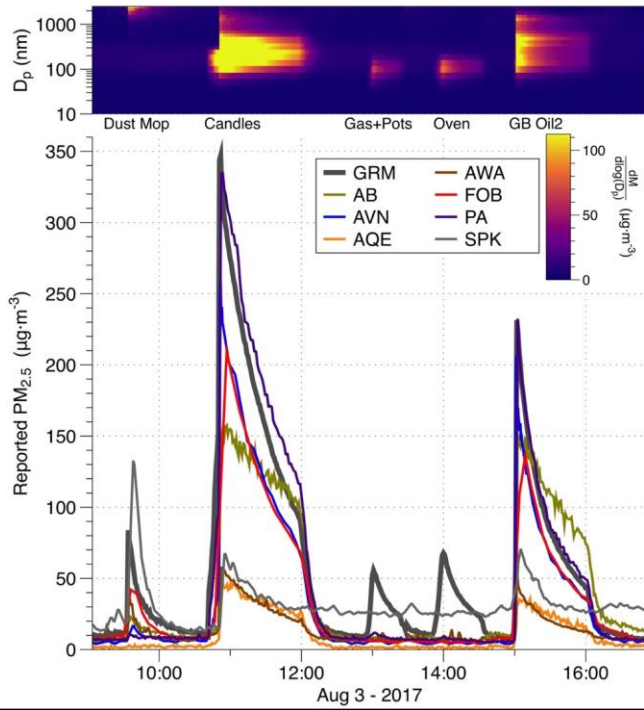 1000
100
10
Dp (nm)
Dust Mop Candles Gas+Pots Oven GB Oil2
350
300
250
200
150
100
50
0
Reported PM2.5 (µg·m-3)
GRM AWA
AB FOB
AVN PA
AQE SPK
100
50
0
dM
dlog(Dp)
(µg·m-3)
10:00 12:00 14:00 16:00
Aug 3 - 2017